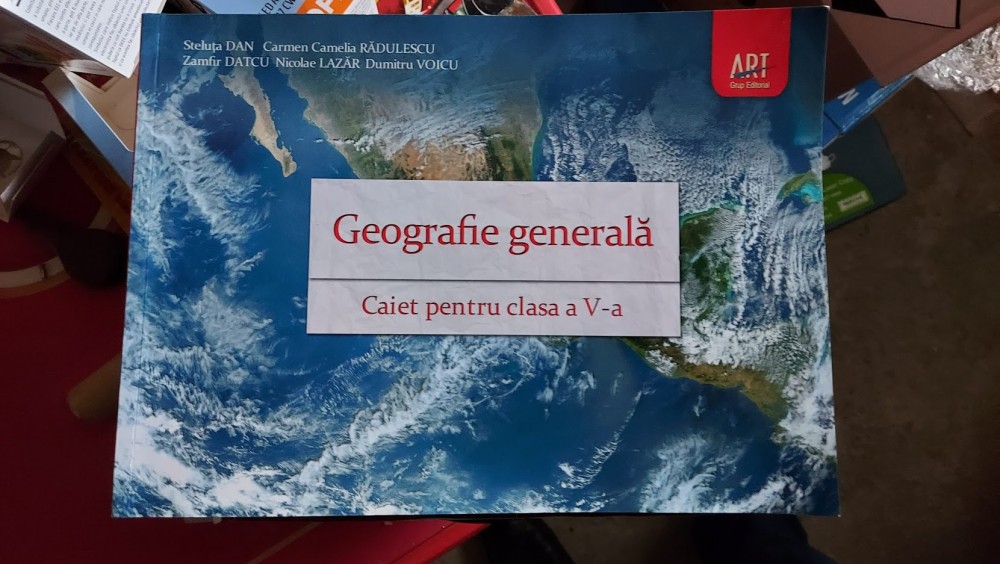 Steluța DAN Carmen Camelia RĂDULESCU
Zamfir DATCU Nicolae LAZĂR Dumitru VOICU
ART
Grup Editorial
Geografie generală
Caiet pentru clasa a V-a